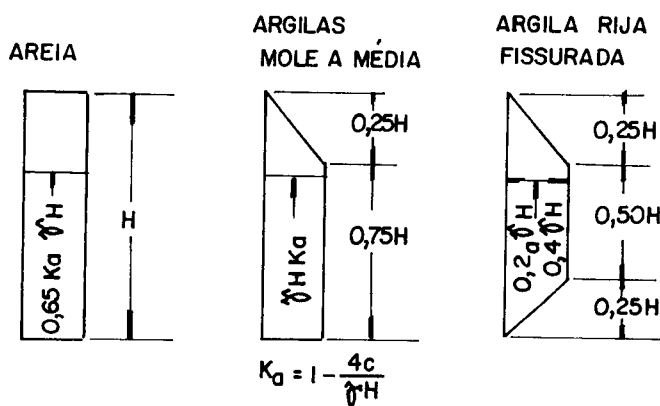 AREIA
0,65 Ka γH
H
ARGILAS
MOLE A MÉDIA
0,25H
γH Ka
0,75H
Ka = 1 - 4c/γH
ARGILA RIJA
FISSURADA
0,25H
0,2 a γH
0,4 γH
0,50H
0,25H